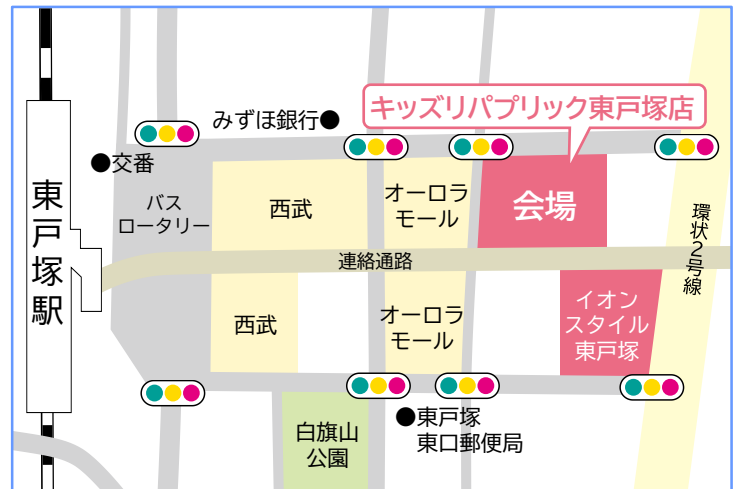 みずほ銀行
キッズリパブリック東戸塚店
交番
東戸塚駅
バス
ロータリー
西武
オーロラ
モール
会場
環状2号線
連絡通路
西武
オーロラ
モール
イオン
スタイル
東戸塚
白旗山
公園
東戸塚
東口郵便局